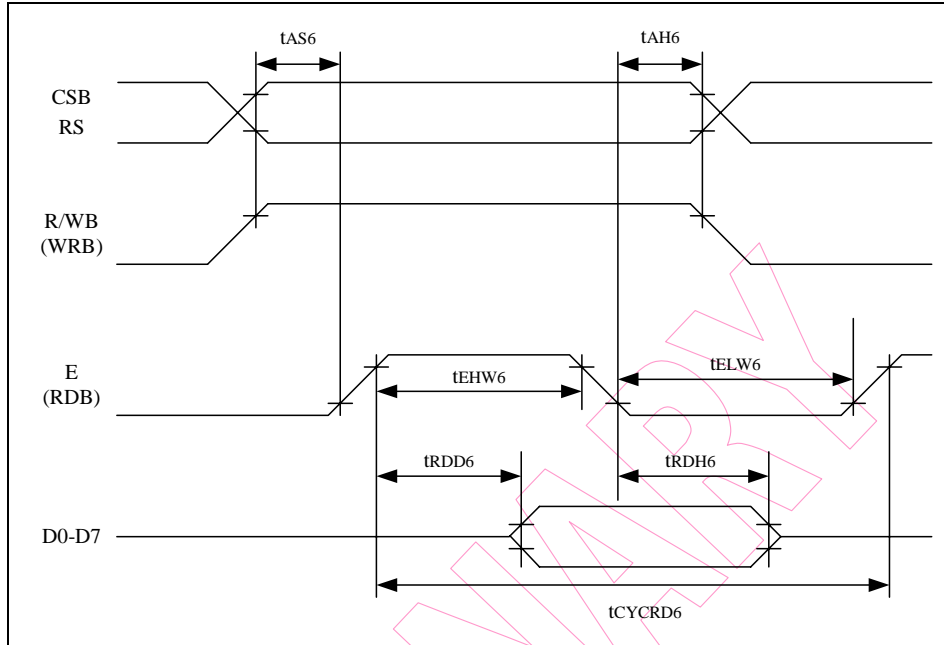 tAS6
tAH6
CSB
RS
R/WB
(WRB)
E
(RDB)
tEHW6
tELW6
tRDD6
tRDH6
D0-D7
tCYCRD6